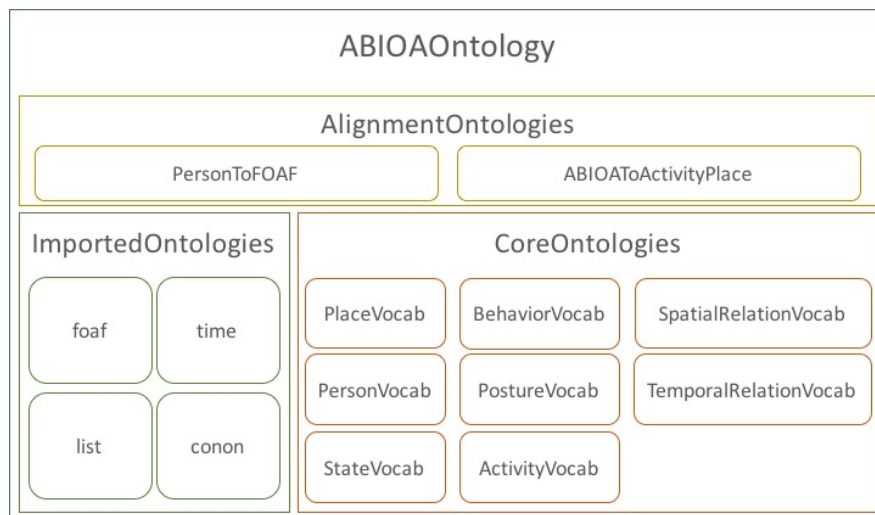 ABIOAOntology
AlignmentOntologies
PersonToFOAF
ABIOAToActivityPlace
ImportedOntologies
foaf
time
list
conon
CoreOntologies
PlaceVocab
BehaviorVocab
SpatialRelationVocab
PersonVocab
PostureVocab
TemporalRelationVocab
StateVocab
ActivityVocab